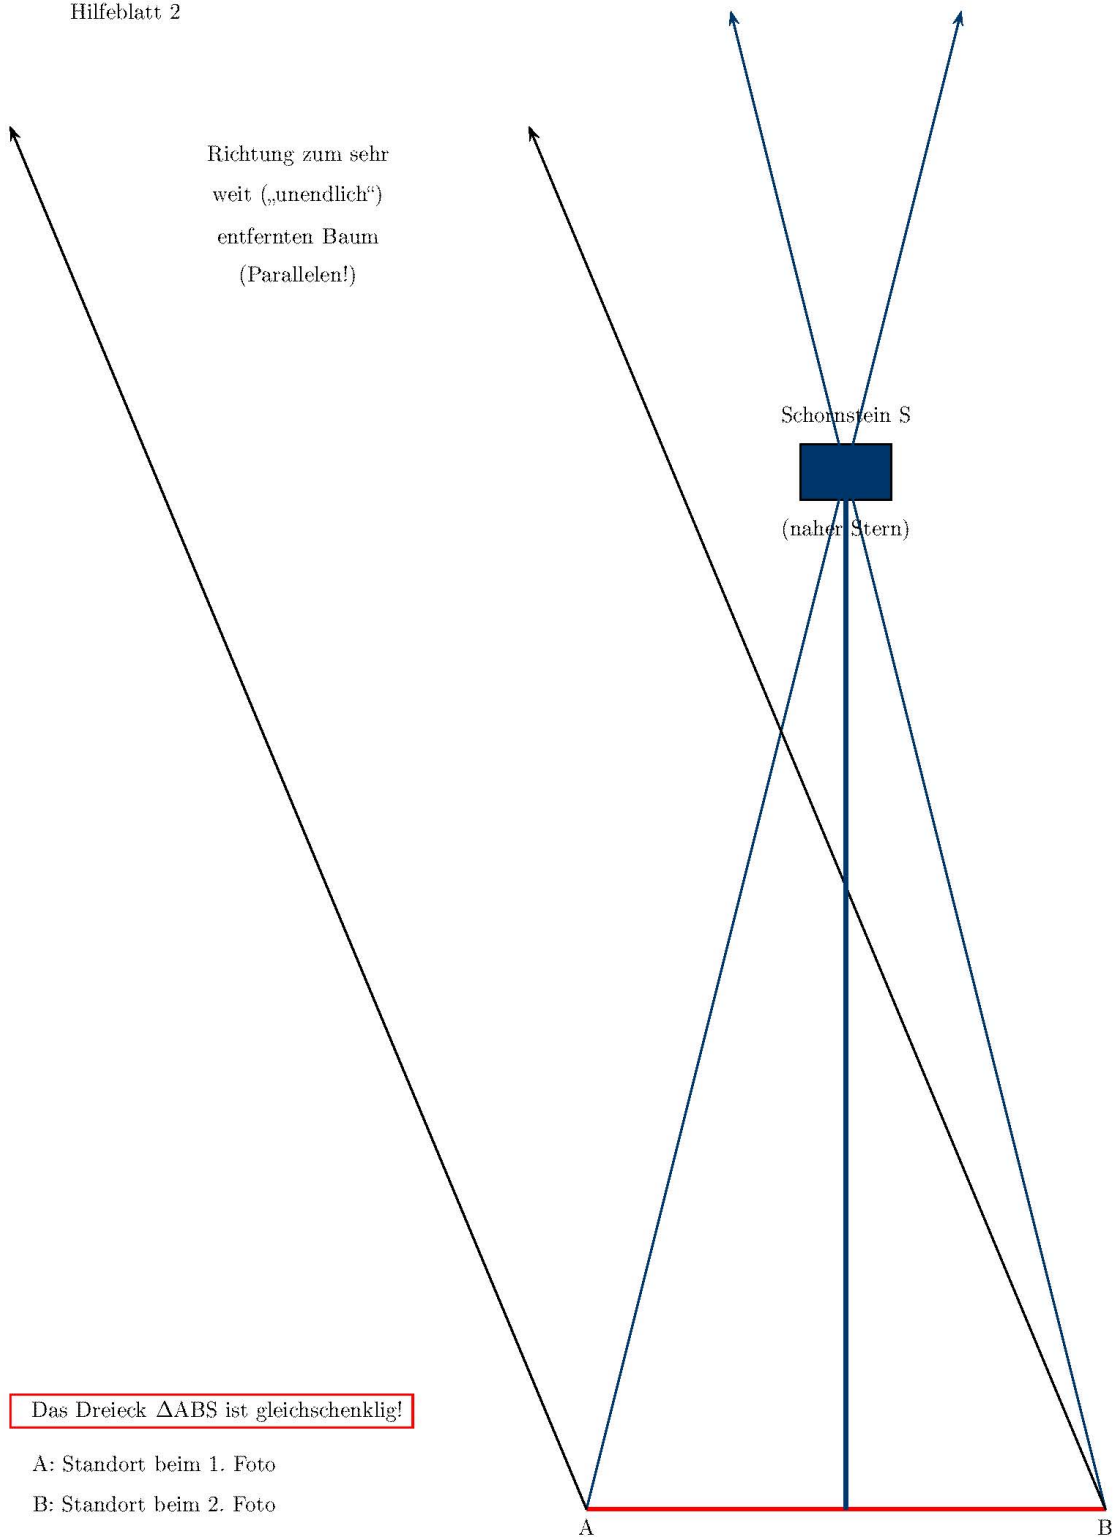 Hilfeblatt 2
Richtung zum sehr
weit („unendlich“)
entfernten Baum
(Parallelen!)
Schornstein S
(naher Stern)
Das Dreieck ΔABS ist gleichschenklig!
A: Standort beim 1. Foto
B: Standort beim 2. Foto
A
B